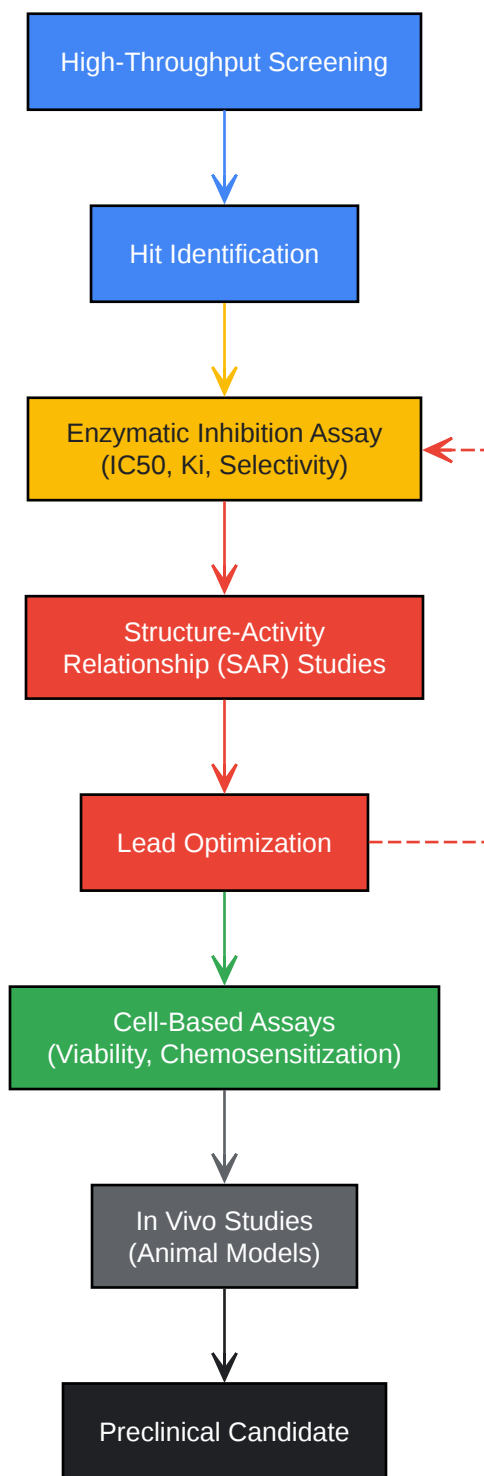 High-Throughput Screening
Hit Identification
Enzymatic Inhibition Assay
(IC50, Ki, Selectivity)
Structure-Activity
Relationship (SAR) Studies
Lead Optimization
Cell-Based Assays
(Viability, Chemosensitization)
In Vivo Studies
(Animal Models)
Preclinical Candidate